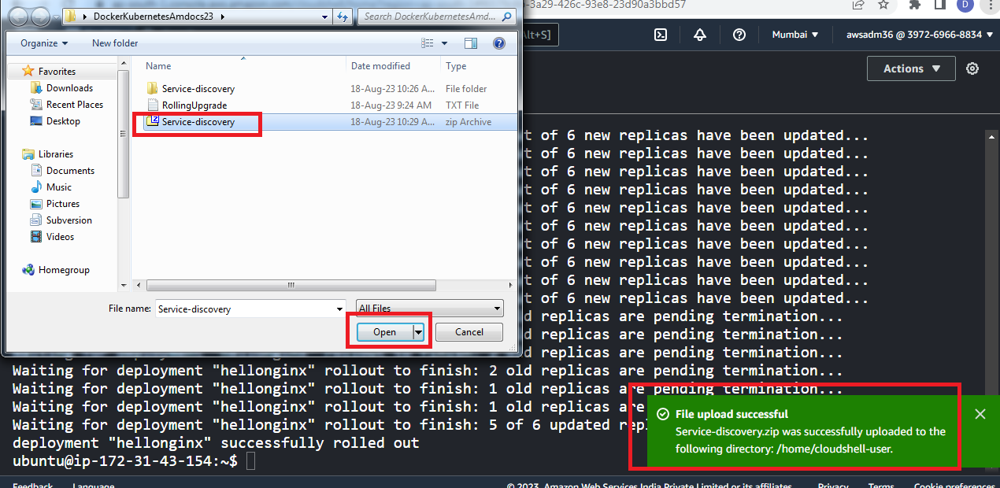 DockerKubernetesAmdocs23
Search DockerKubernetesAmd...
-3a29-426c-93e8-23d90a3bbd57
D
Organize
New folder
Alt+S]
Mumbai
awsadm36 @ 3972-6966-8834
Actions
Favorites
Downloads
Recent Places
Desktop
Libraries
Documents
Music
Pictures
Subversion
Videos
Homegroup
Name Date modified Type
Service-discovery 18-Aug-23 10:26 A... File folder
RollingUpgrade 18-Aug-23 9:24 AM TXT File
Service-discovery 18-Aug-23 10:29 A... zip Archive
File name: Service-discovery
All Files
Open
Cancel
t of 6 new replicas have been updated...
t of 6 new replicas have been updated...
t of 6 new replicas have been updated...
t of 6 new replicas have been updated...
t of 6 new replicas have been updated...
t of 6 new replicas have been updated...
t of 6 new replicas have been updated...
t of 6 new replicas have been updated...
t of 6 new replicas have been updated...
t of 6 new replicas have been updated...
d replicas are pending termination...
d replicas are pending termination...
replicas are pending termination...
Waiting for deployment "hellonginx" rollout to finish: 2 old replicas are pending termination...
Waiting for deployment "hellonginx" rollout to finish: 1 old replicas are pending termination...
Waiting for deployment "hellonginx" rollout to finish: 1 old replicas are
Waiting for deployment "hellonginx" rollout to finish: 5 of 6 updated repl
deployment "hellonginx" successfully rolled out
ubuntu@ip-172-31-43-154:~$
File upload successful
Service-discovery.zip was successfully uploaded to the
following directory: /home/cloudshell-user.
Feedback Language © 2023, Amazon Web Services India Private Limited or its affiliates. Privacy Terms Cookie preferences